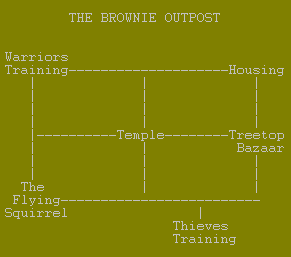 THE BROWNIE OUTPOST
Warriors
Training Housing
Temple Treetop
Bazaar
The
Flying
Squirrel
Thieves
Training